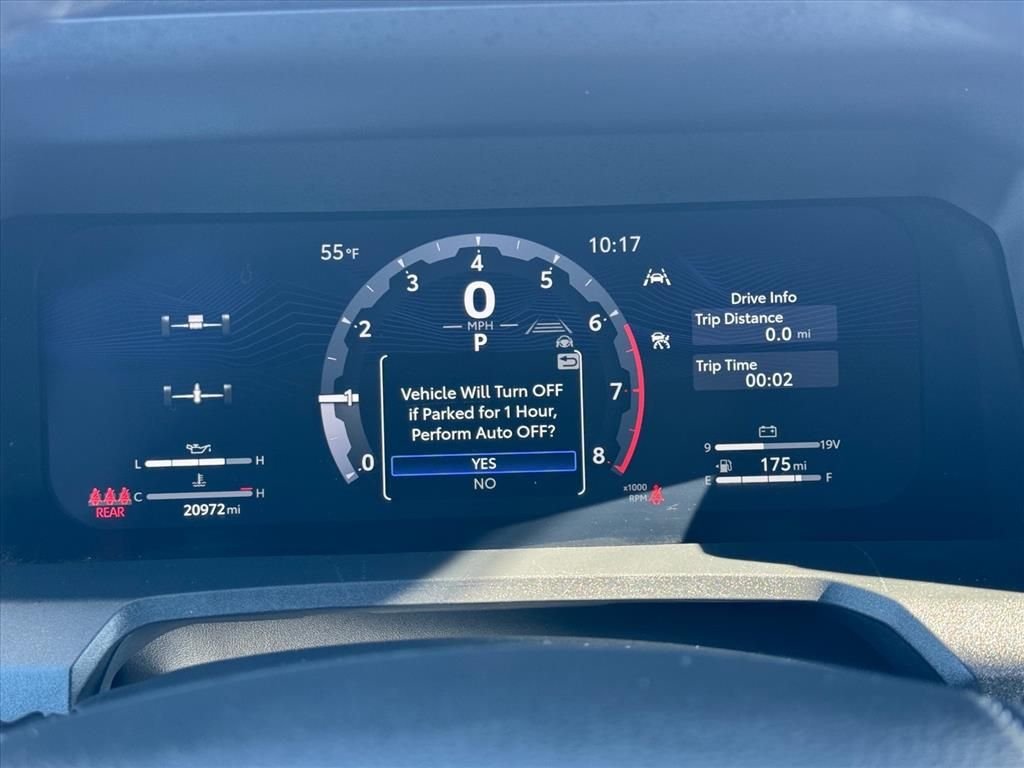 55°F
10:17
0
MPH
P
0
1
2
3
4
5
6
7
8
x1000
RPM
Vehicle Will Turn OFF
if Parked for 1 Hour,
Perform Auto OFF?
YES
NO
Drive Info
Trip Distance
0.0 mi
Trip Time
00:02
L H
C H
REAR
20972 mi
9 19V
175 mi
E F